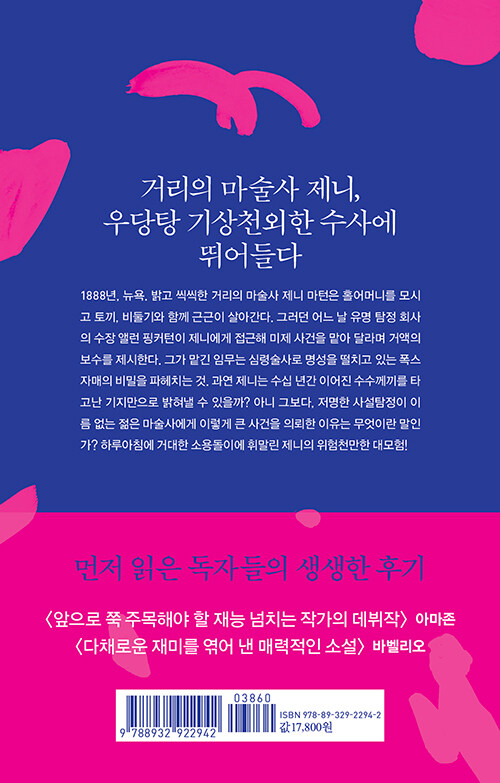 거리의 마술사 제니,
우당탕 기상천외한 수사에
뛰어들다
1888년, 뉴욕. 밝고 씩씩한 거리의 마술사 제니 마턴은 홀어머니를 모시
고 토끼, 비둘기와 함께 근근이 살아간다. 그러던 어느 날 유명 탐정 회사
의 수장 앨런 핑커턴이 제니에게 접근해 미제 사건을 맡아 달라며 거액의
보수를 제시한다. 그가 맡긴 임무는 심령술사로 명성을 떨치고 있는 폭스
자매의 비밀을 파헤치는 것. 과연 제니는 수십 년간 이어진 수수께끼를 타
고난 기지만으로 밝혀낼 수 있을까? 아니 그보다, 저명한 사설탐정이 이
름 없는 젊은 마술사에게 이렇게 큰 사건을 의뢰한 이유는 무엇이란 말인
가? 하루아침에 거대한 소용돌이에 휘말린 제니의 위험천만한 대모험!
먼저 읽은 독자들의 생생한 후기
〈앞으로 쭉 주목해야 할 재능 넘치는 작가의 데뷔작〉 아마존
〈다채로운 재미를 엮어 낸 매력적인 소설〉 바벨리오
03860
ISBN 978-89-329-2294-2
값 17,800원
9 788932 922942